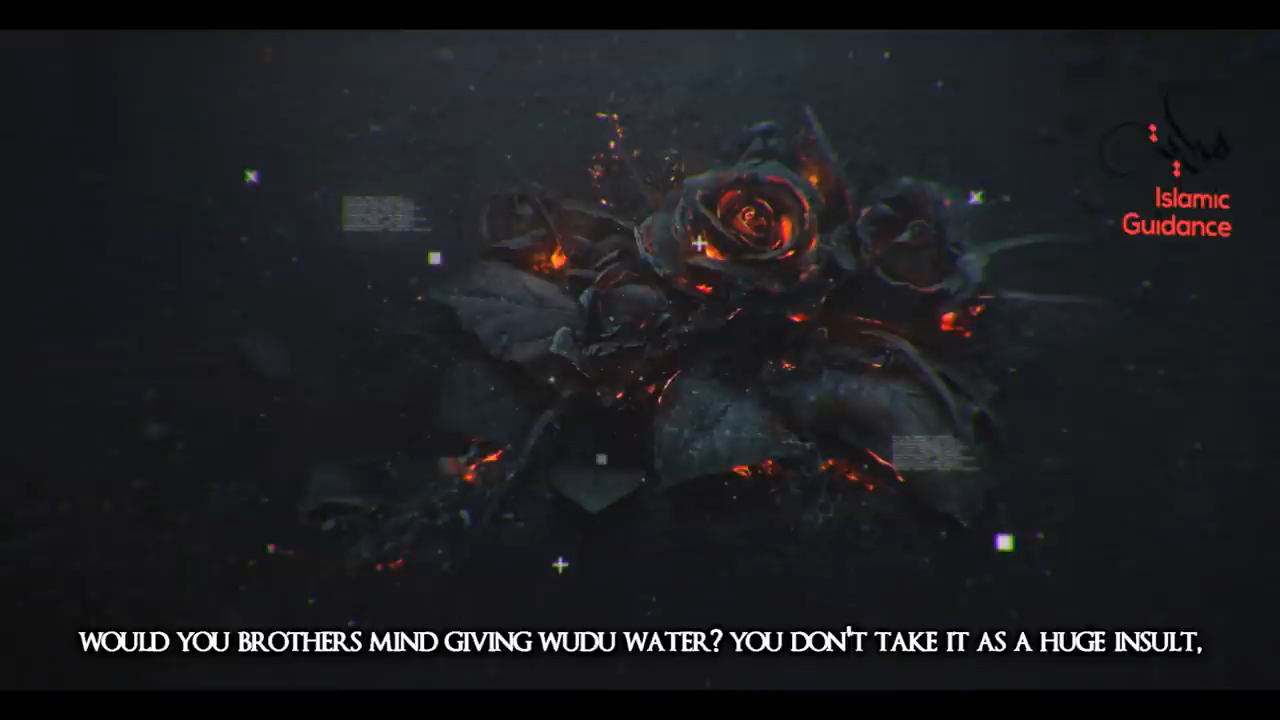 Islamic
Guidance
WOULD YOU BROTHERS MIND GIVING WUDU WATER? YOU DON'T TAKE IT AS A HUGE INSULT,